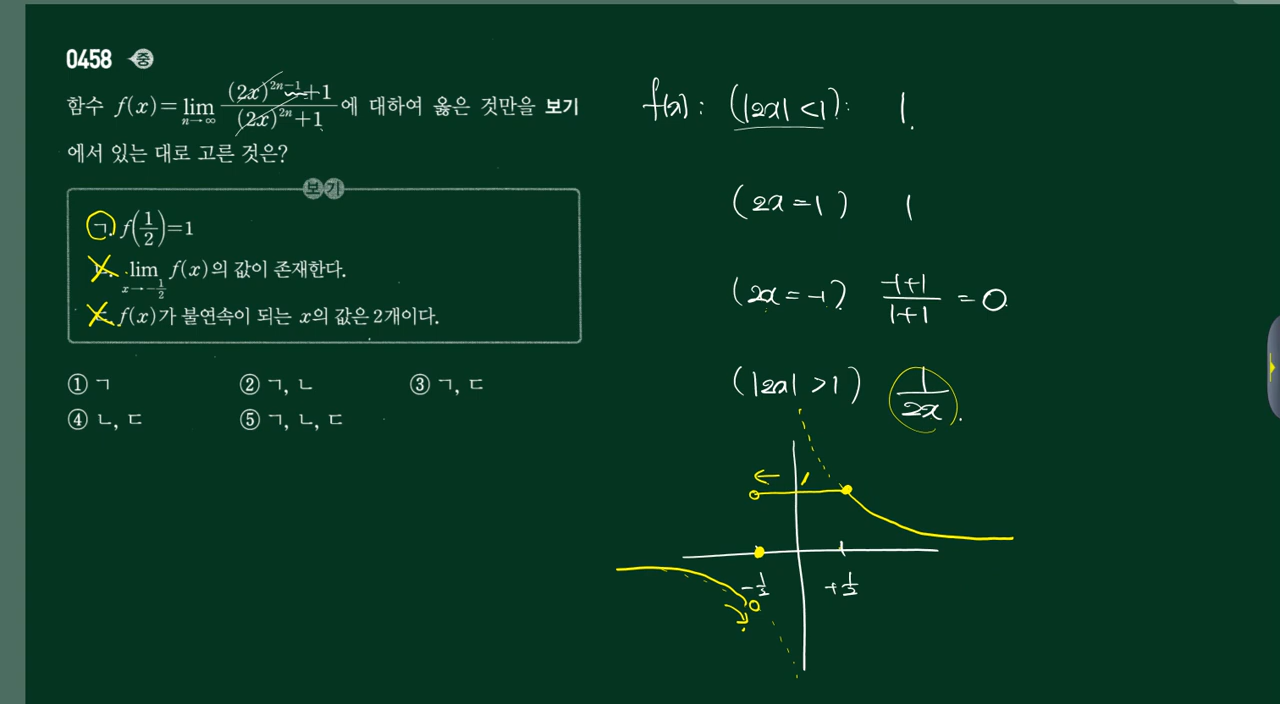 0458 중
함수 f(x)=lim n→∞ (2x)^{2n-1}+1 / (2x)^{2n}+1 에 대하여 옳은 것만을 보기
에서 있는 대로 고른 것은?
보기
ㄱ. f(1/2)=1
ㄴ. lim x→-1/2 f(x)의 값이 존재한다.
ㄷ. f(x)가 불연속이 되는 x의 값은 2개이다.
① ㄱ ② ㄱ, ㄴ ③ ㄱ, ㄷ
④ ㄴ, ㄷ ⑤ ㄱ, ㄴ, ㄷ
f(x): (|2x| <1): 1.
(2x=1) 1
(2x=-1) -1+1 / 1+1 = 0
(|2x| >1) 1/2x.
1
-1/2 +1/2